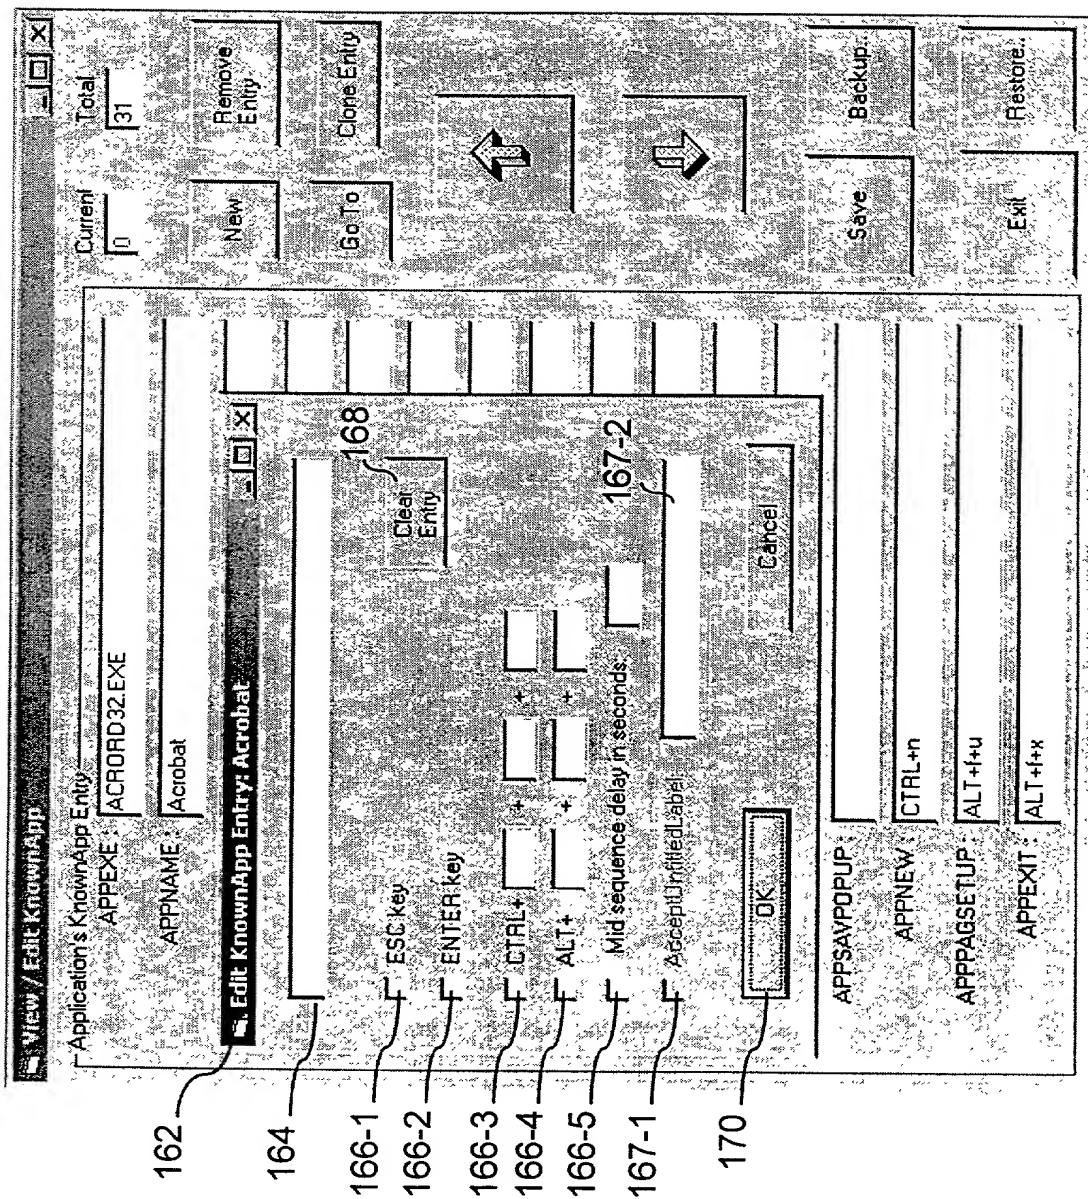 View / Edit KnownApp
Application's KnownApp Entry
APPEXE :
ACRORD32.EXE
APPNAME :
Acrobat
Edit KnownApp Entry: Acrobat
ESC key
Clear
Entry
ENTER key
CTRL+
+
+
ALT+
+
+
Mid sequence delay in seconds.
AcceptUntitledLabel
OK
Cancel
APPSAVPOPUP :
APPNEW :
CTRL+n
APPPAGSETUP :
ALT+f+u
APPEXIT :
ALT+f+x
Curren
Total
0
31
New
Remove
Entry
Go To
Clone Entry
Save
Backup...
Exit
Restore...
162
164
166-1
166-2
166-3
166-4
166-5
167-1
170
168
167-2